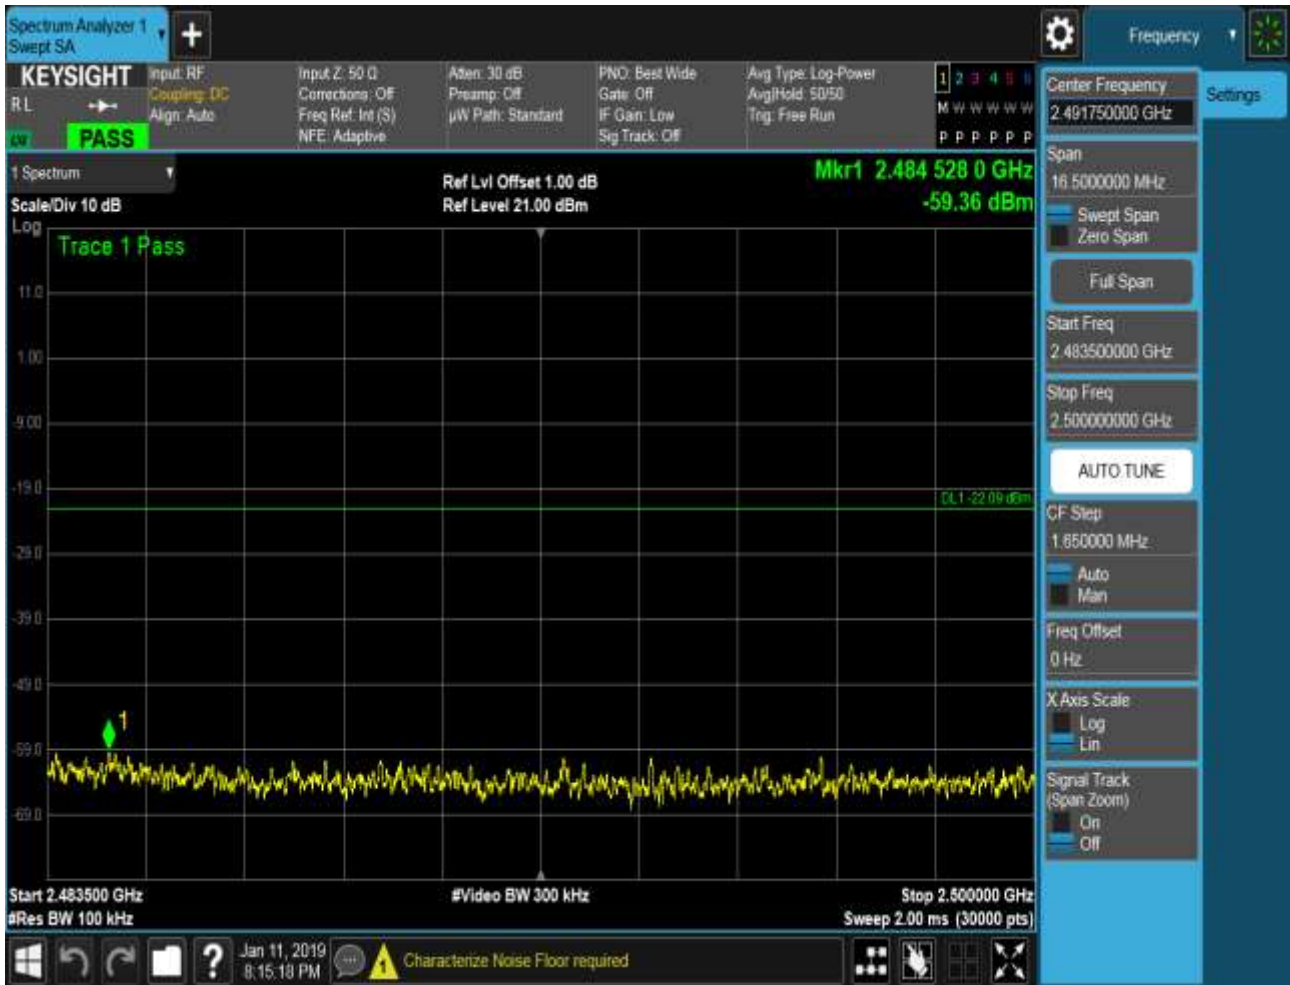 Spectrum Analyzer 1
Swept SA
Frequency
KEYSIGHT
R L
PASS
Input: RF
Coupling: DC
Align: Auto
Input Z: 50 Ω
Corrections: Off
Freq Ref: Int (S)
NFE: Adaptive
Atten: 30 dB
Preamp: Off
µW Path: Standard
PNO: Best Wide
Gate: Off
IF Gain: Low
Sig Track: Off
Avg Type: Log-Power
Avg|Hold: 50/50
Trig: Free Run
1 2 3 4 5 6
M W W W W W
P P P P P P
1 Spectrum
Scale/Div 10 dB
Ref Lvl Offset 1.00 dB
Ref Level 21.00 dBm
Mkr1 2.484 528 0 GHz
-59.36 dBm
Log
Trace 1 Pass
11.0
1.00
-9.00
-19.0
DL1 -22.09 dBm
-29.0
-39.0
-49.0
1
-59.0
-69.0
Start 2.483500 GHz
#Res BW 100 kHz
#Video BW 300 kHz
Stop 2.500000 GHz
Sweep 2.00 ms (30000 pts)
Center Frequency
2.491750000 GHz
Settings
Span
16.5000000 MHz
Swept Span
Zero Span
Full Span
Start Freq
2.483500000 GHz
Stop Freq
2.500000000 GHz
AUTO TUNE
CF Step
1.650000 MHz
Auto
Man
Freq Offset
0 Hz
X Axis Scale
Log
Lin
Signal Track
(Span Zoom)
On
Off
?
Jan 11, 2019
8:15:18 PM
1
Characterize Noise Floor required